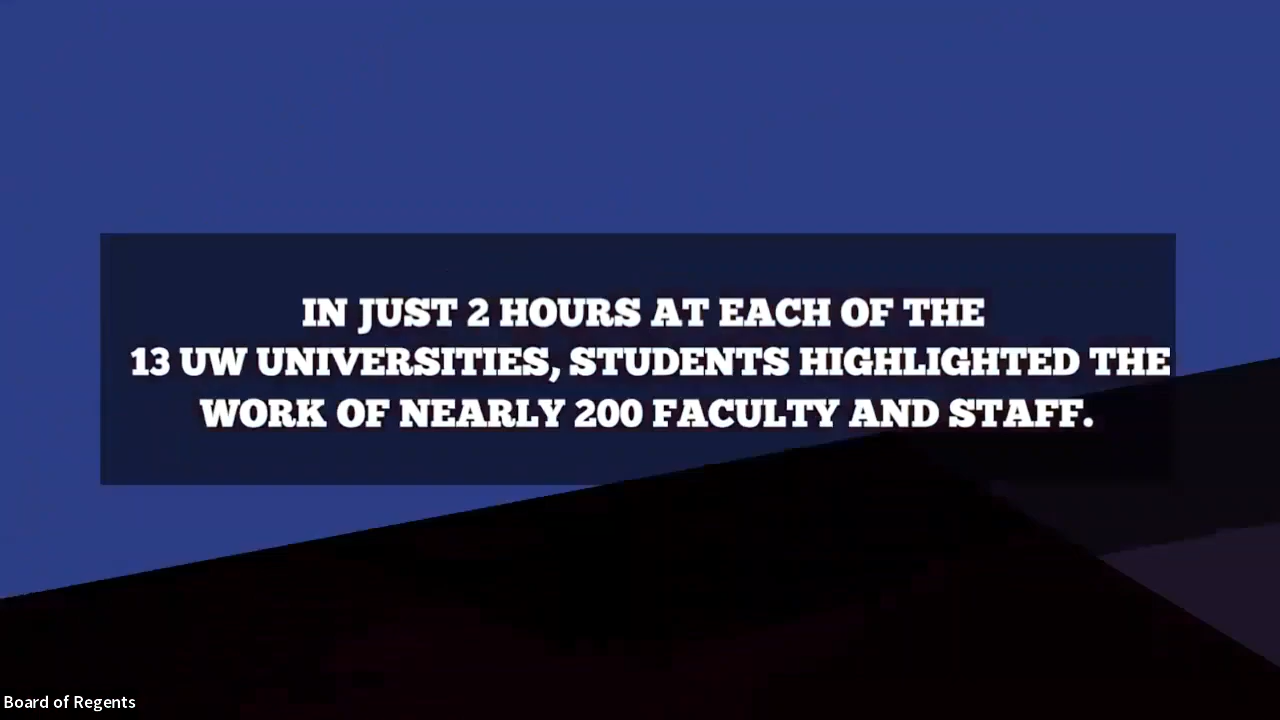 IN JUST 2 HOURS AT EACH OF THE
13 UW UNIVERSITIES, STUDENTS HIGHLIGHTED THE
WORK OF NEARLY 200 FACULTY AND STAFF.
Board of Regents